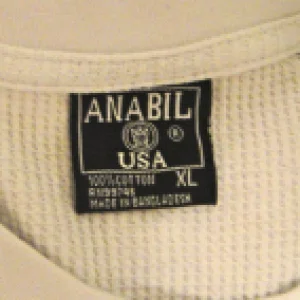 ANABIL
®
USA
100% COTTON XL
MADE IN BANGLADESH